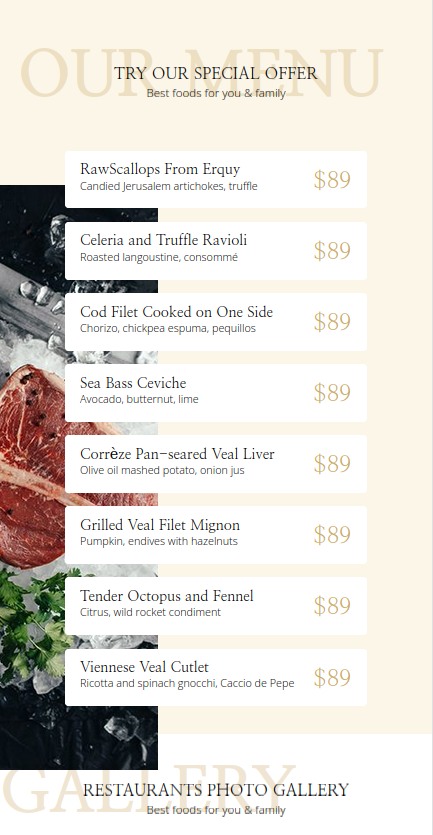 OUR MENU
TRY OUR SPECIAL OFFER
Best foods for you & family
RawScallops From Erquy
$89
Candied Jerusalem artichokes, truffle
Celeria and Truffle Ravioli
$89
Roasted langoustine, consommé
Cod Filet Cooked on One Side
$89
Chorizo, chickpea espuma, pequillos
Sea Bass Ceviche
$89
Avocado, butternut, lime
Corrèze Pan-seared Veal Liver
$89
Olive oil mashed potato, onion jus
Grilled Veal Filet Mignon
$89
Pumpkin, endives with hazelnuts
Tender Octopus and Fennel
$89
Citrus, wild rocket condiment
Viennese Veal Cutlet
$89
Ricotta and spinach gnocchi, Caccio de Pepe
GALLERY
RESTAURANTS PHOTO GALLERY
Best foods for you & family